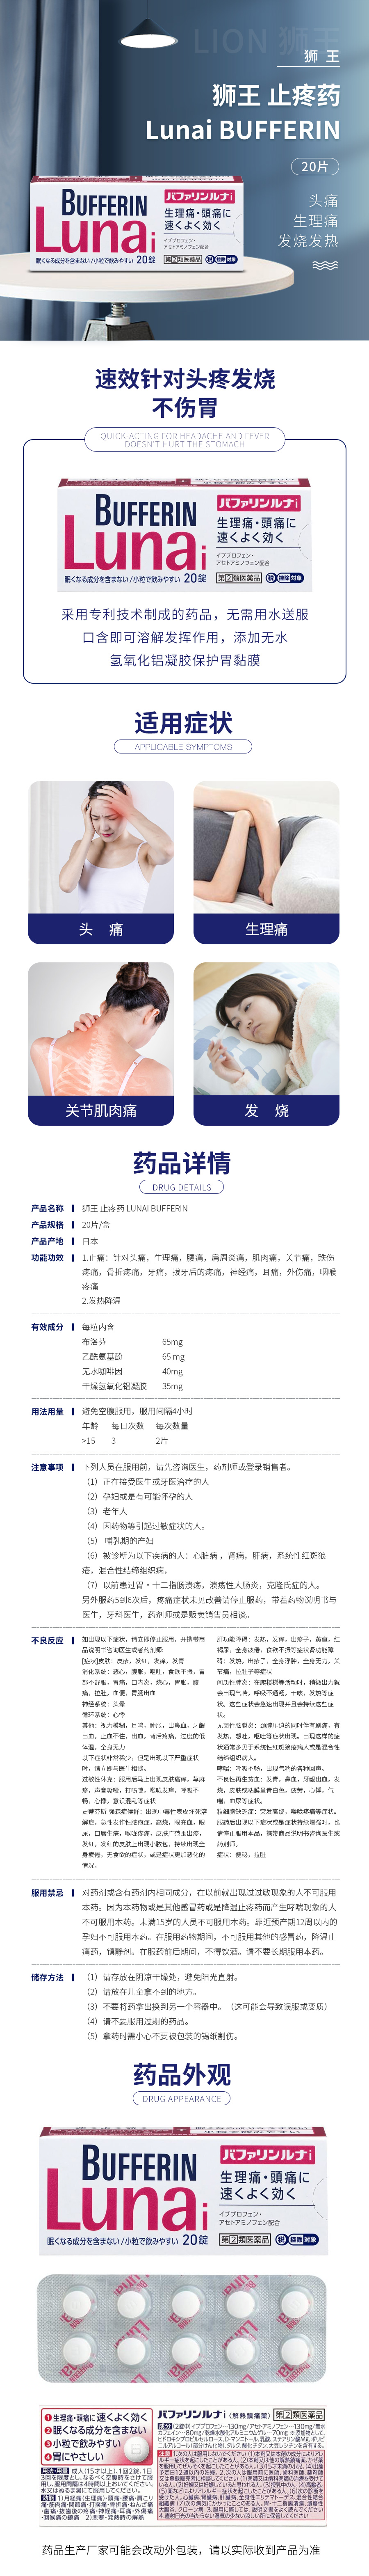 LION 狮王
狮 王
狮王 止疼药
Lunai BUFFERIN
20片
头痛
生理痛
发烧发热
BUFFERIN
Luna i
バファリンルナi
生理痛・頭痛に
速くよく効く
イブプロフェン・
アセトアミノフェン配合
眠くなる成分を含まない/小粒で飲みやすい 20錠
第②類医薬品
税 控除 対象
速效针对头疼发烧
不伤胃
QUICK-ACTING FOR HEADACHE AND FEVER
DOESN'T HURT THE STOMACH
BUFFERIN
Luna i
バファリンルナi
生理痛・頭痛に
速くよく効く
イブプロフェン・
アセトアミノフェン配合
眠くなる成分を含まない/小粒で飲みやすい 20錠
第②類医薬品
税 控除 対象
采用专利技术制成的药品，无需用水送服
口含即可溶解发挥作用，添加无水
氢氧化铝凝胶保护胃黏膜
适用症状
APPLICABLE SYMPTOMS
头 痛
生理痛
关节肌肉痛
发 烧
药品详情
DRUG DETAILS
产品名称 狮王 止疼药 LUNAI BUFFERIN
产品规格 20片/盒
产品产地 日本
功能功效 1.止痛：针对头痛，生理痛，腰痛，肩周炎痛，肌肉痛，关节痛，跌伤
疼痛，骨折疼痛，牙痛，拔牙后的疼痛，神经痛，耳痛，外伤痛，咽喉
疼痛
2.发热降温
有效成分 每粒内含
布洛芬 65mg
乙酰氨基酚 65 mg
无水咖啡因 40mg
干燥氢氧化铝凝胶 35mg
用法用量 避免空腹服用，服用间隔4小时
年龄 每日次数 每次数量
>15 3 2片
注意事项 下列人员在服用前，请先咨询医生，药剂师或登录销售者。
（1）正在接受医生或牙医治疗的人
（2）孕妇或是有可能怀孕的人
（3）老年人
（4）因药物等引起过敏症状的人。
（5） 哺乳期的产妇
（6）被诊断为以下疾病的人：心脏病 ，肾病，肝病，系统性红斑狼
疮，混合性结缔组织病，
（7）以前患过胃・十二指肠溃疡，溃疡性大肠炎，克隆氏症的人。
另外服药5到6次后，疼痛症状未见改善请停止服药，带着药物说明书与
医生，牙科医生，药剂师或是贩卖销售员相谈。
不良反应 如出现以下症状，请立即停止服用，并携带商
品说明书咨询医生或者药剂师:
[症状]皮肤：皮疹，发红，发痒，发青
消化系统：恶心，腹胀，呕吐，食欲不振，胃
部不舒服，胃痛，口内炎，烧心，胃胀，腹
痛，拉肚，血便，胃肠出血
神经系统：头晕
循环系统：心悸
其他：视力模糊，耳鸣，肿胀，出鼻血，牙龈
出血，止血不住，出血，背后疼痛，过度的低
体温，全身无力
以下症状非常稀少，但是出现以下严重症状
时，请立即与医生相谈。
过敏性休克：服用后马上出现皮肤瘙痒，荨麻
疹，声音嘶哑，打喷嚏，喉咙发痒，呼吸不
畅，心悸，意识混乱等症状
史蒂芬斯-强森症候群：出现中毒性表皮坏死溶
解症，急性发作性脓疱症，高烧，眼充血，眼
屎，口唇生疮，喉咙疼痛，皮肤广范围出疹，
发红，发红的皮肤上出现小脓包，持续出现全
身疲倦，无食欲的症状，或是症状更加恶化的
情况。
肝功能障碍：发热，发痒，出疹子，黄疸，红
褐尿，全身疲倦，食欲不振等症状肾功能障
碍：发热，出疹子，全身浮肿，全身无力，关
节痛，拉肚子等症状
间质性肺炎：在爬楼梯等活动时，稍微出力就
会出现气喘，呼吸不通畅，干咳，发热等症
状。这些症状会急速出现并且会持续这些症
状。
无菌性脑膜炎：颈脖压迫的同时伴有剧痛，有
发热，想吐，呕吐等症状出现。出现这样的症
状通常多见于系统性红斑狼疮病人或是混合性
结缔组织病人。
哮喘：呼吸不畅，出现气喘的各种回声。
不良性再生贫血：发青，鼻血，牙龈出血，发
烧，皮肤或粘膜呈青白色，疲劳，心悸，气
喘，血尿等症状。
粒细胞缺乏症：突发高烧，喉咙疼痛等症状。
服药后出现以下症状或是症状持续增强时，也
请停止服用本品，携带商品说明书咨询医生或
药剂师。
症状：便秘，拉肚
服用禁忌 对药剂或含有药剂内相同成分，在以前就出现过过敏现象的人不可服用
本药。因为本药物或是其他感冒药或是降温止疼药而产生哮喘现象的人
不可服用本药。未满15岁的人员不可服用本药。靠近预产期12周以内的
孕妇不可服用本药。在服用药物期间，不可服用其他的感冒药，降温止
痛药，镇静剂。在服药前后期间，不得饮酒。请不要长期服用本药。
储存方法 （1）请存放在阴凉干燥处，避免阳光直射。
（2）请放在儿童拿不到的地方。
（3）不要将药拿出换到另一个容器中。（这可能会导致误服或变质）
（4）请不要服用过期的药品。
（5）拿药时需小心不要被包装的锡纸割伤。
药品外观
DRUG APPEARANCE
BUFFERIN
Luna i
バファリンルナi
生理痛・頭痛に
速くよく効く
イブプロフェン・
アセトアミノフェン配合
眠くなる成分を含まない/小粒で飲みやすい 20錠
第②類医薬品
税 控除 対象
❶生理痛・頭痛に速くよく効く
❷眠くなる成分を含まない
❸小粒で飲みやすい
❹胃にやさしい
バファリンルナi（解熱鎮痛薬） 第②類医薬品
药品生产厂家可能会改动外包装，请以实际收到产品为准